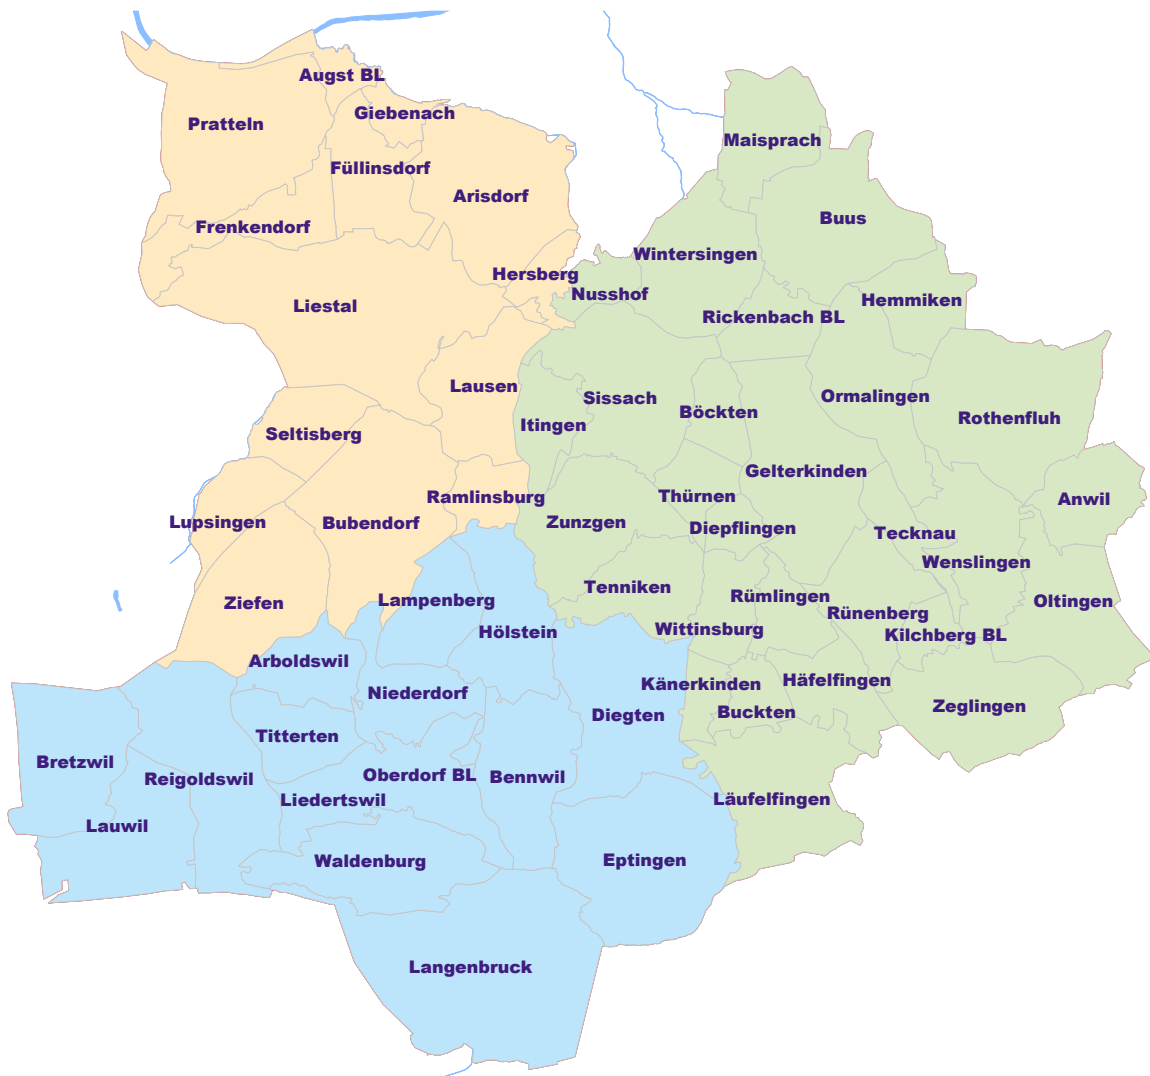 Augst BL
Giebenach
Pratteln
Maisprach
Füllinsdorf
Arisdorf
Buus
Frenkendorf
Wintersingen
Hersberg
Nusshof
Hemmiken
Liestal
Rickenbach BL
Lausen
Sissach
Ormalingen
Böckten
Rothenfluh
Itingen
Seltisberg
Gelterkinden
Ramlinsburg
Thürnen
Anwil
Lupsingen
Bubendorf
Zunzgen
Diepflingen
Tecknau
Wenslingen
Tenniken
Rümlingen
Lampenberg
Oltingen
Ziefen
Rünenberg
Hölstein
Wittinsburg
Kilchberg BL
Arboldswil
Häfelfingen
Känerkinden
Niederdorf
Zeglingen
Buckten
Diegten
Titterten
Bretzwil
Oberdorf BL
Bennwil
Reigoldswil
Liedertswil
Läufelfingen
Lauwil
Waldenburg
Eptingen
Langenbruck